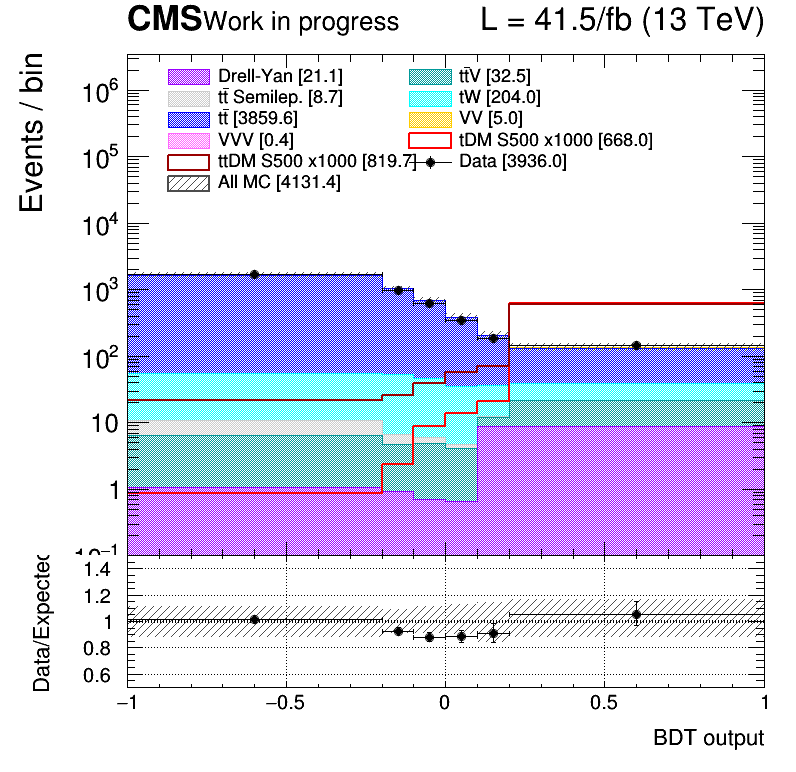 CMS Work in progress L = 41.5/fb (13 TeV)
Events / bin
Drell-Yan [21.1] tt̄V [32.5]
tt̄ Semilep. [8.7] tW [204.0]
tt̄ [3859.6] VV [5.0]
VVV [0.4] tDM S500 x1000 [668.0]
ttDM S500 x1000 [819.7] Data [3936.0]
All MC [4131.4]
10⁶
10⁵
10⁴
10³
10²
10
1
10⁻¹
Data/Expected
1.4
1.2
1
0.8
0.6
−1 −0.5 0 0.5 1
BDT output